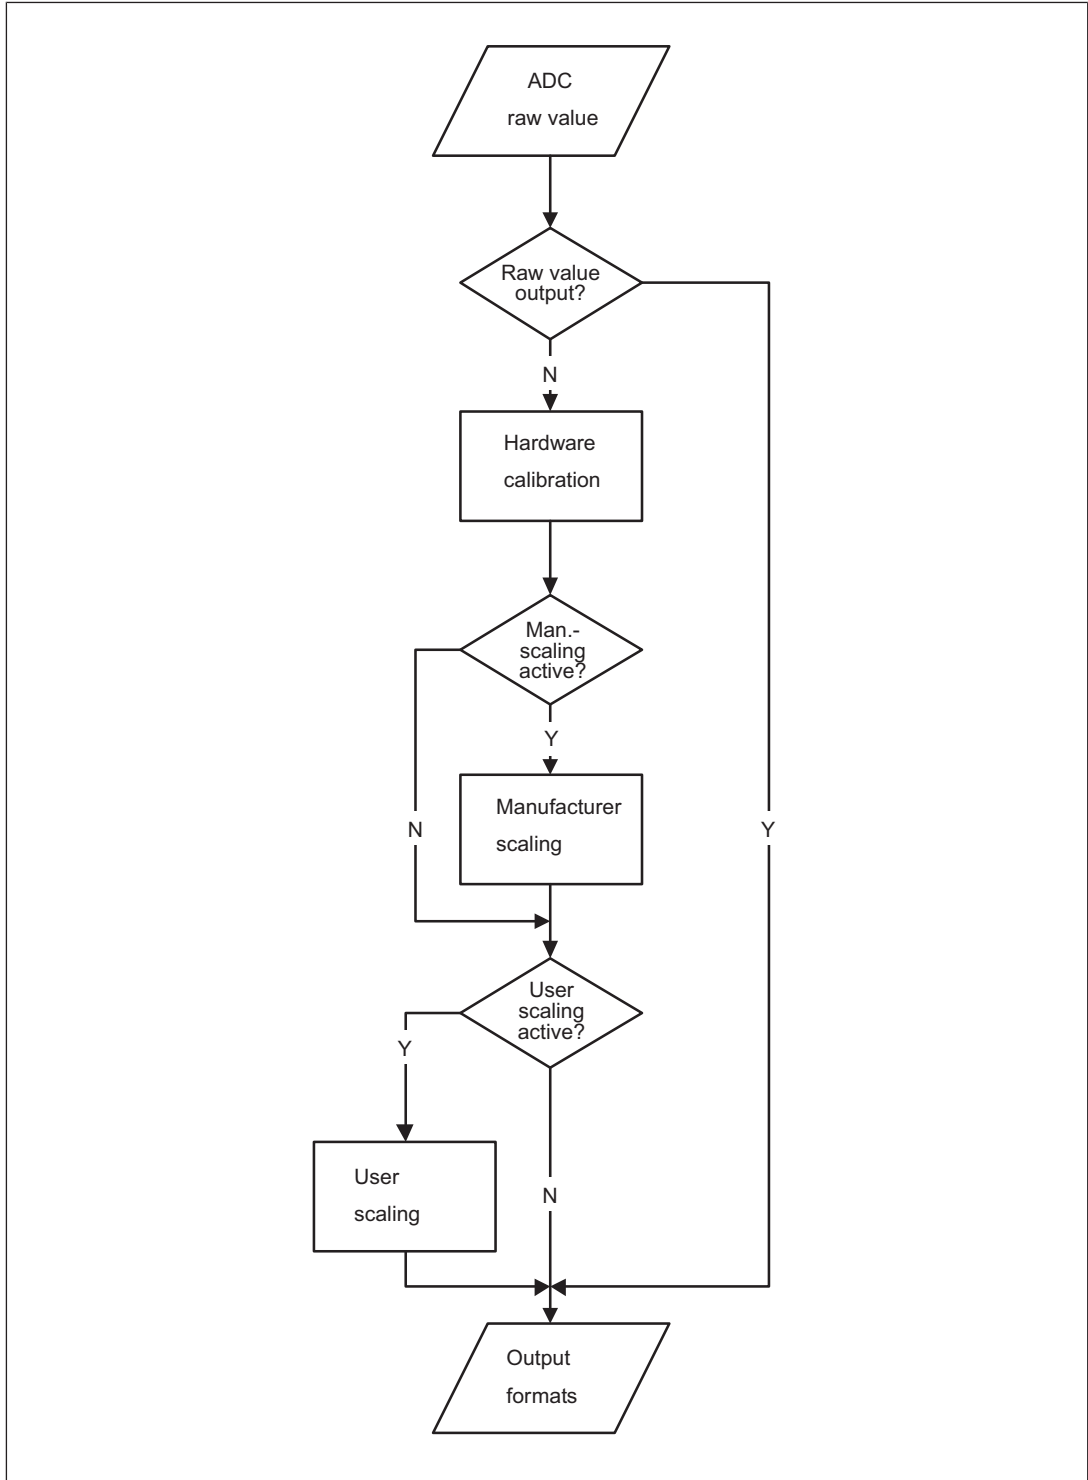 ADC
raw value
Raw value
output?
N
Hardware
calibration
Man.-
scaling
active?
Y
Manufacturer
scaling
N
Y
User
scaling
active?
Y
User
scaling
N
Output
formats